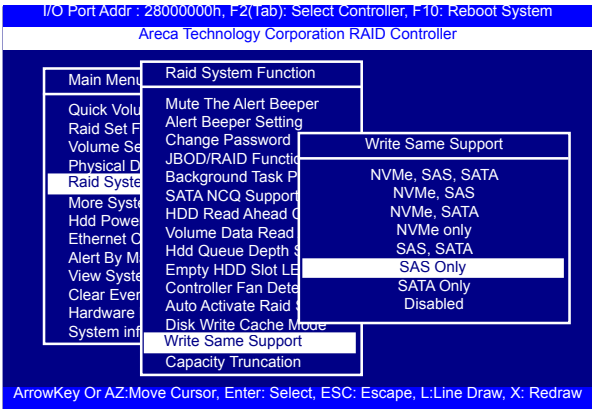 I/O Port Addr : 28000000h, F2(Tab): Select Controller, F10: Reboot System
Areca Technology Corporation RAID Controller
Main Menu
Quick Volu
Raid Set F
Volume Se
Physical D
Raid Syste
More Syste
Hdd Powe
Ethernet C
Alert By M
View Syste
Clear Even
Hardware
System inf
Raid System Function
Mute The Alert Beeper
Alert Beeper Setting
Change Password
JBOD/RAID Functio
Background Task P
SATA NCQ Support
HDD Read Ahead C
Volume Data Read
Hdd Queue Depth S
Empty HDD Slot LE
Controller Fan Dete
Auto Activate Raid S
Disk Write Cache Mode
Write Same Support
Capacity Truncation
Write Same Support
NVMe, SAS, SATA
NVMe, SAS
NVMe, SATA
NVMe only
SAS, SATA
SAS Only
SATA Only
Disabled
ArrowKey Or AZ:Move Cursor, Enter: Select, ESC: Escape, L:Line Draw, X: Redraw